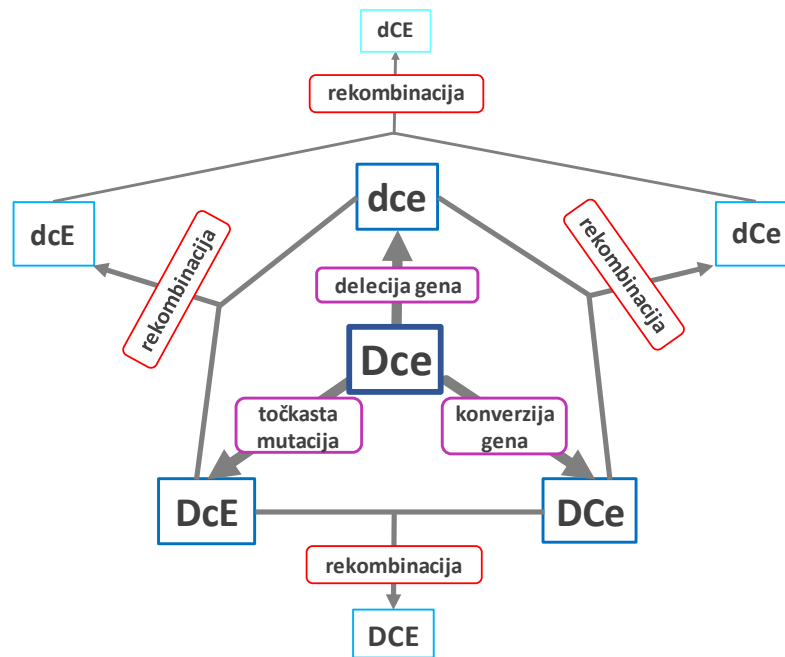 dCE
rekombinacija
dce
dcE
rekombinacija
dCe
rekombinacija
delecija gena
Dce
točkasta
mutacija
konverzija
gena
DcE
DCe
rekombinacija
DCE